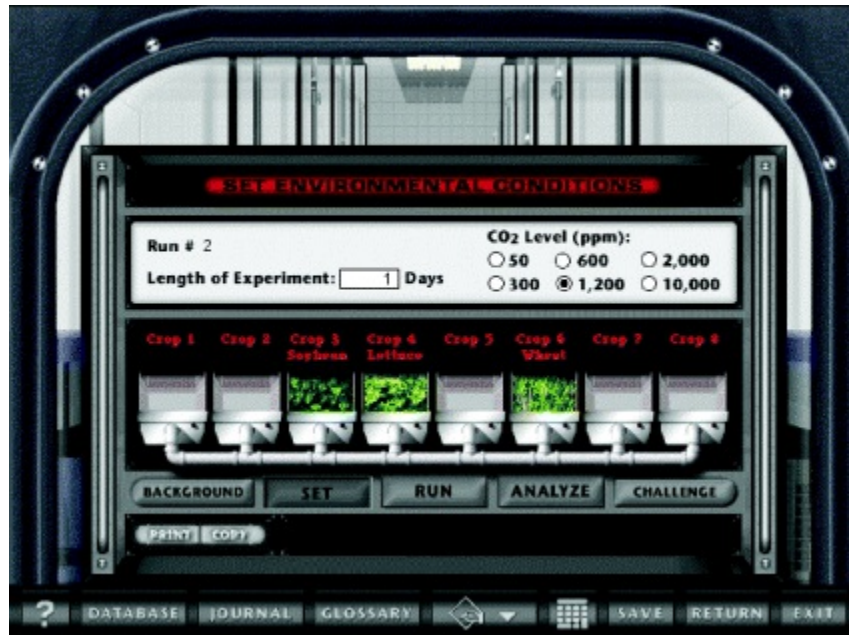 SET ENVIRONMENTAL CONDITIONS
Run # 2
Length of Experiment: 1 Days
CO2 Level (ppm):
50 600 2,000
300 1,200 10,000
Crop 1 Crop 2 Crop 3 Crop 4 Crop 5 Crop 6 Crop 7 Crop 8
Soybean Lettuce Wheat
BACKGROUND SET RUN ANALYZE CHALLENGE
PRINT COPY
? DATABASE JOURNAL GLOSSARY SAVE RETURN EXIT